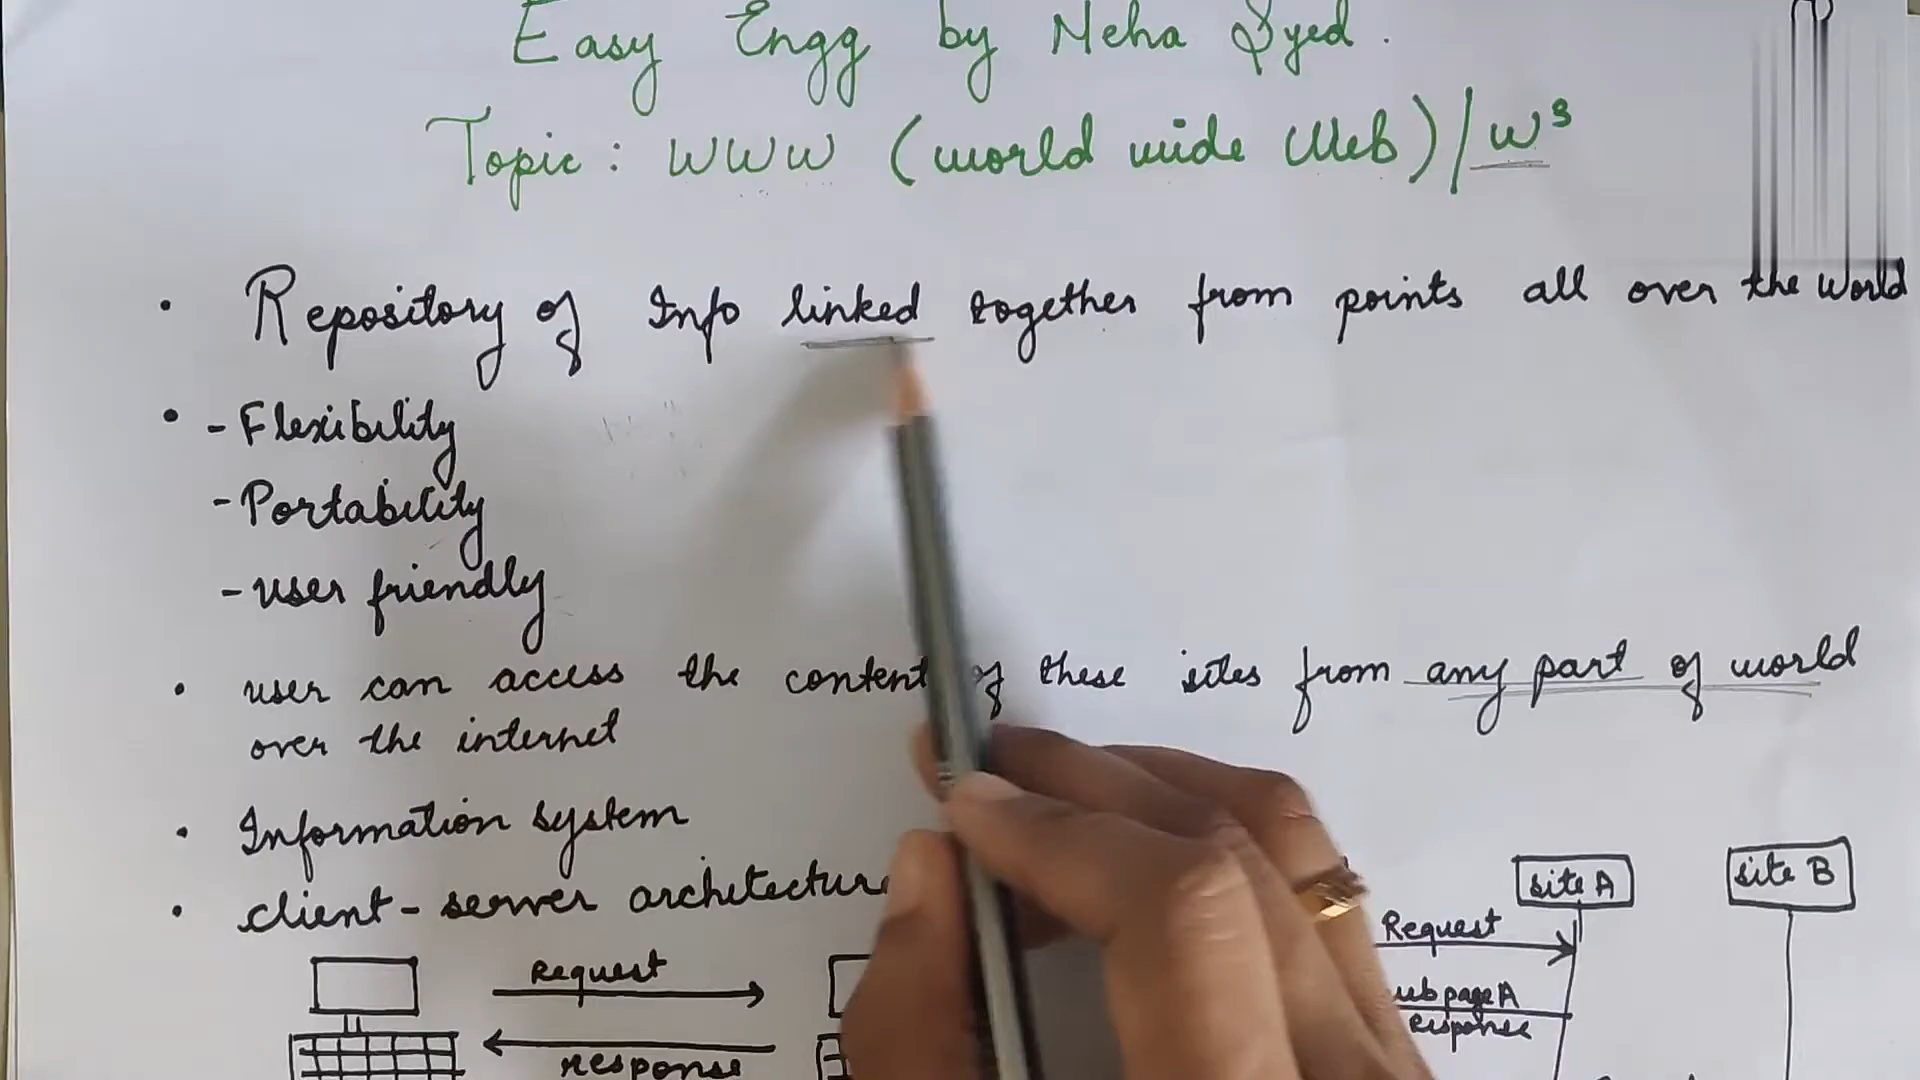 Easy Engg by Neha Syed.
Topic: WWW (world wide Web) / W³
• Repository of Info linked together from points all over the World
• - Flexibility
- Portability
- user friendly
• user can access the content of these sites from any part of world
over the internet
• Information system
• client-server architecture
site A
site B
Request
Request
page A
Response
response